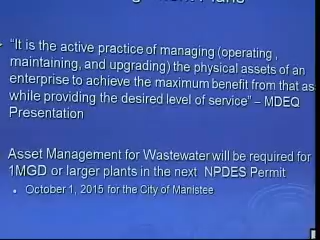 "It is the active practice of managing (operating ,
maintaining, and upgrading) the physical assets of an
enterprise to achieve the maximum benefit from that as
while providing the desired level of service" – MDEQ
Presentation
Asset Management for Wastewater will be required for
1MGD or larger plants in the next NPDES Permit
October 1, 2015 for the City of Manistee